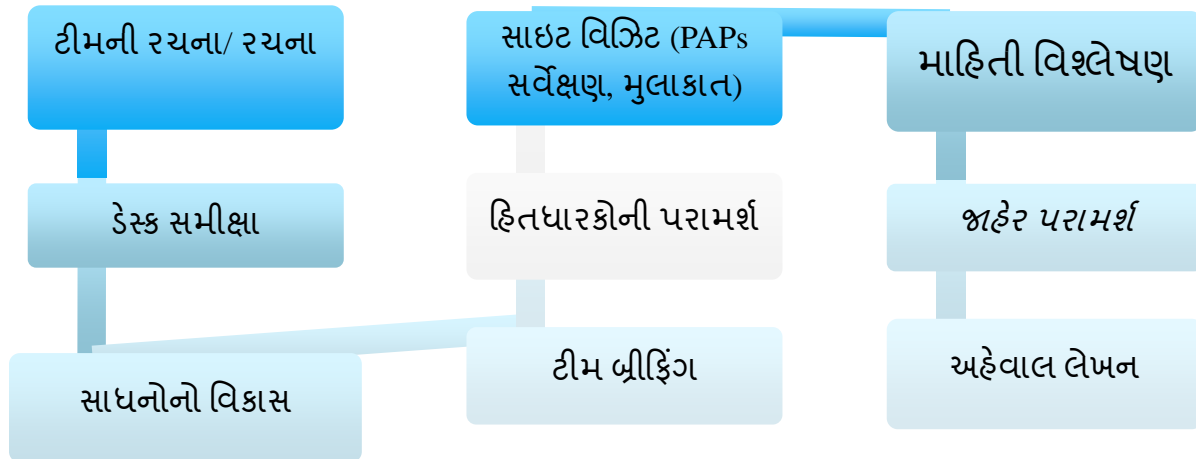 ટીમની રચના/ રચના
ડેસ્ક સમીક્ષા
સાધનોનો વિકાસ
સાઇટ વિઝિટ (PAPs
સર્વેક્ષણ, મુલાકાત)
હિતધારકોની પરામર્શ
ટીમ બ્રીફિંગ
માહિતી વિશ્લેષણ
જાહેર પરામર્શ
અહેવાલ લેખન